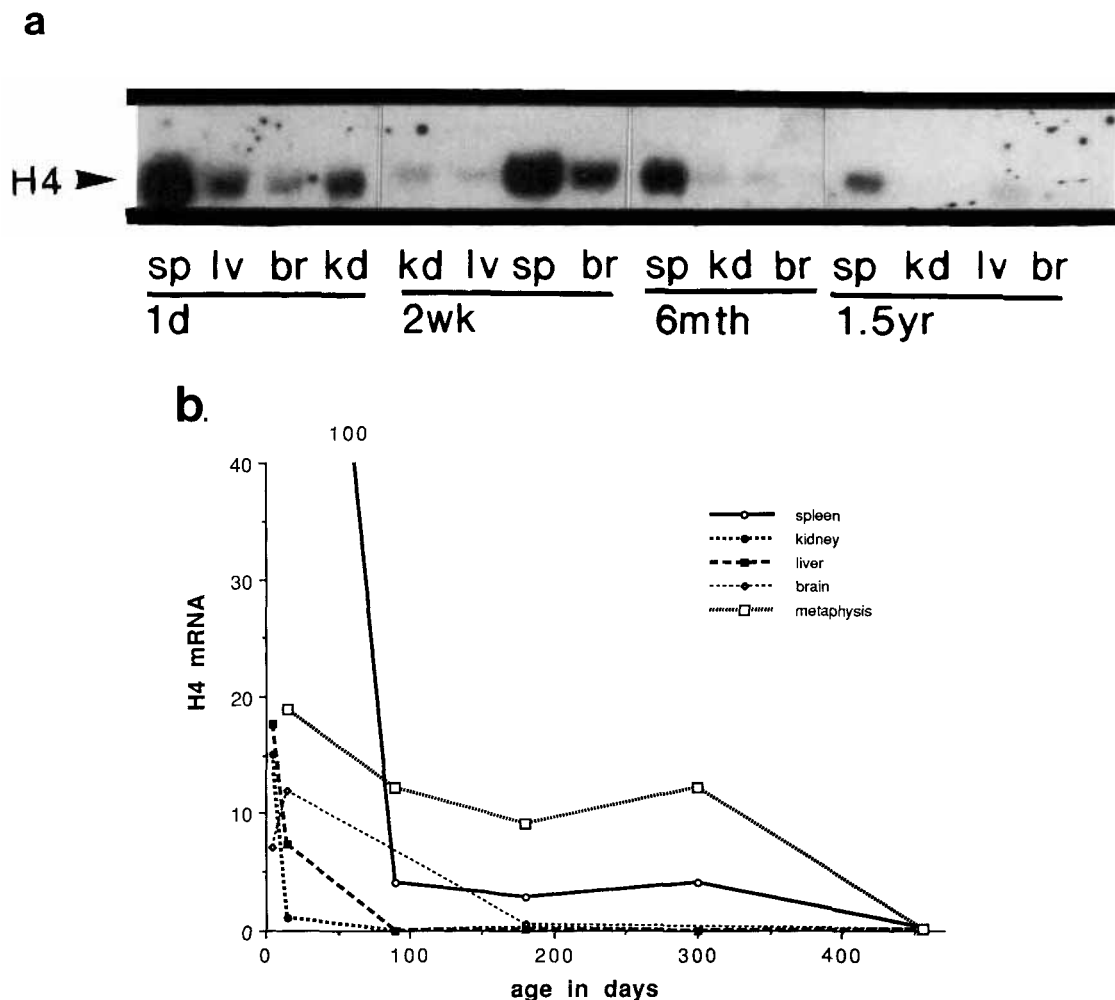 a
H4
sp lv br kd kd lv sp br sp kd br sp kd lv br
1d 2wk 6mth 1.5yr
b.
100
40
30
20
10
0
H4 mRNA
spleen
kidney
liver
brain
metaphysis
0 100 200 300 400
age in days